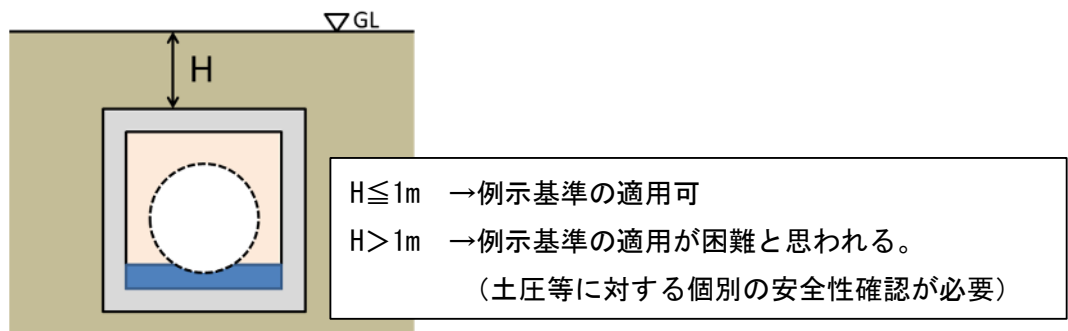 ▽GL
H
H≦1m →例示基準の適用可
H>1m →例示基準の適用が困難と思われる。
(土圧等に対する個別の安全性確認が必要)